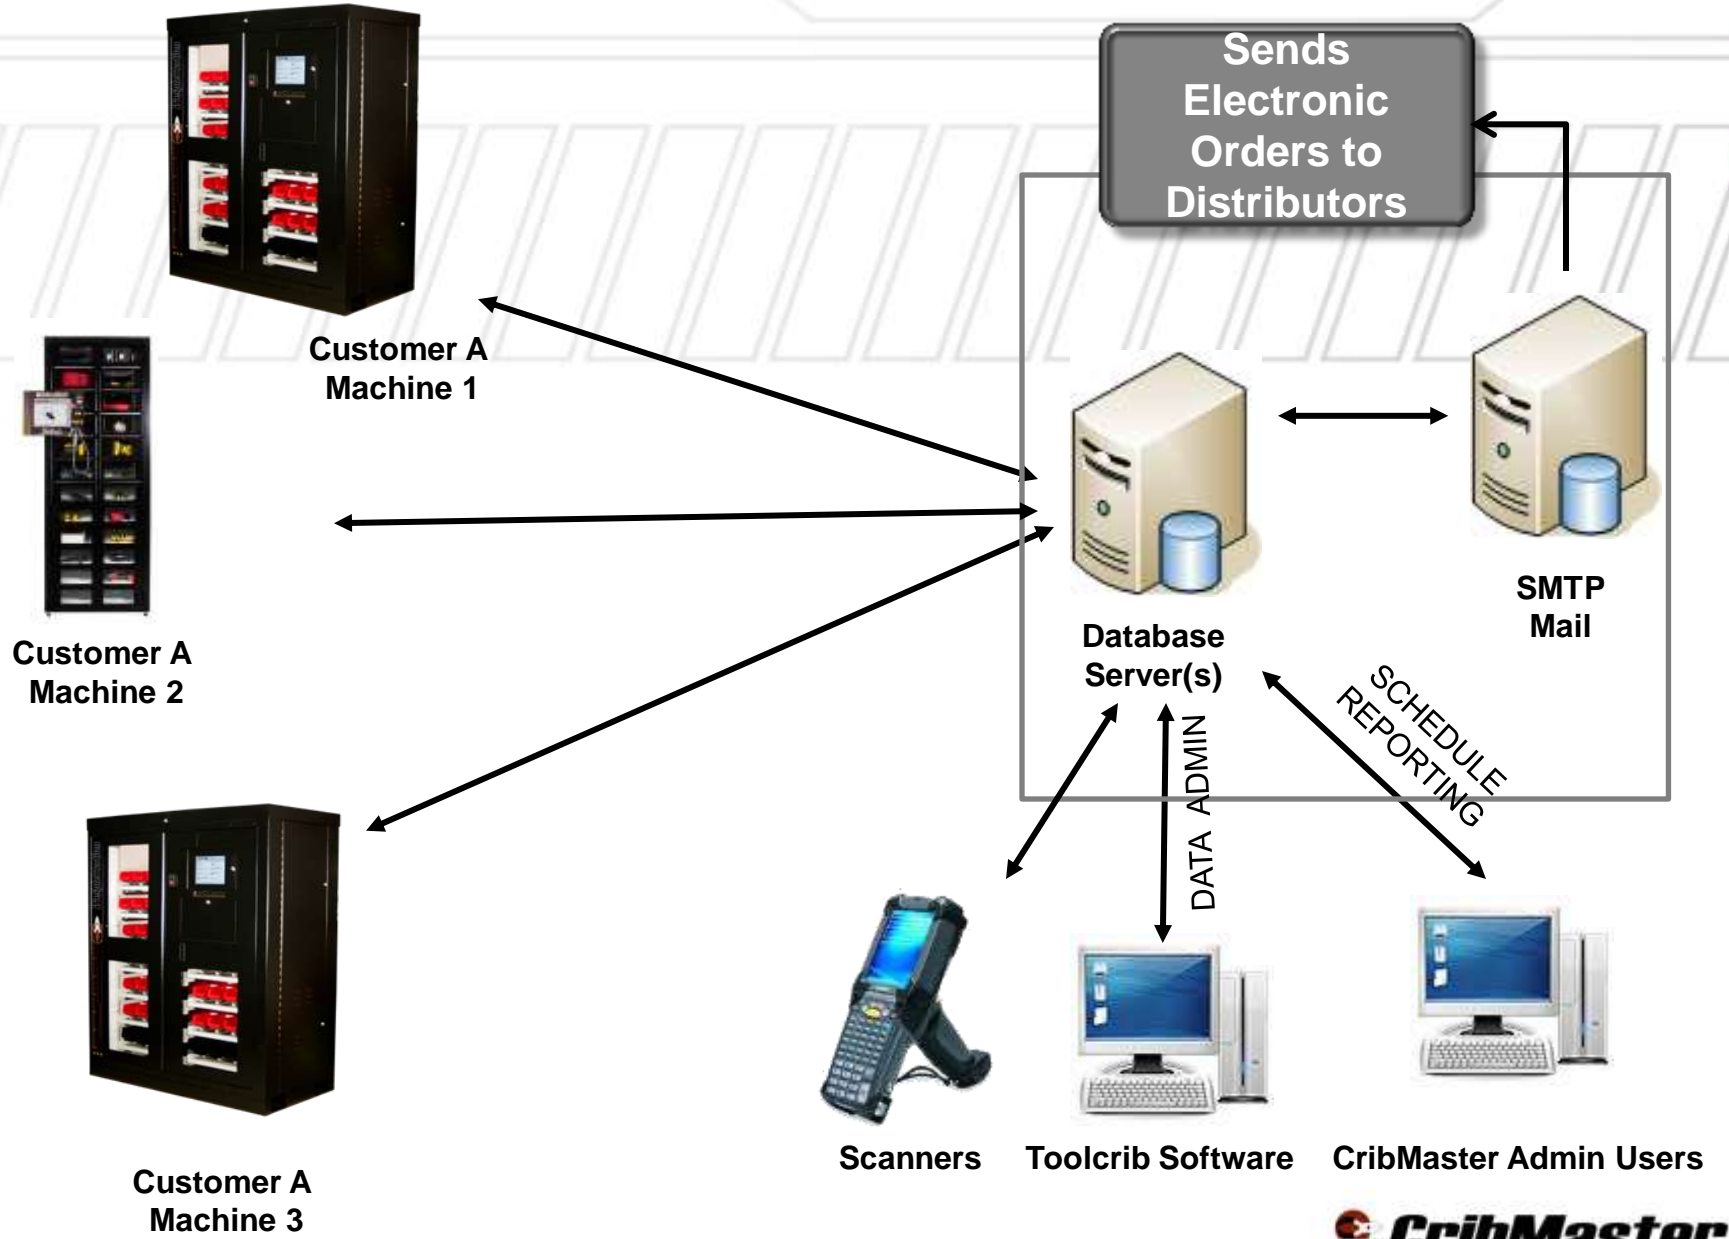 Sends
Electronic
Orders to
Distributors
Customer A
Machine 1
Customer A
Machine 2
SMTP
Mail
Database
Server(s)
SCHEDULE
REPORTING
DATA ADMIN
Scanners
Toolcrib Software
CribMaster Admin Users
Customer A
Machine 3
CribMaster